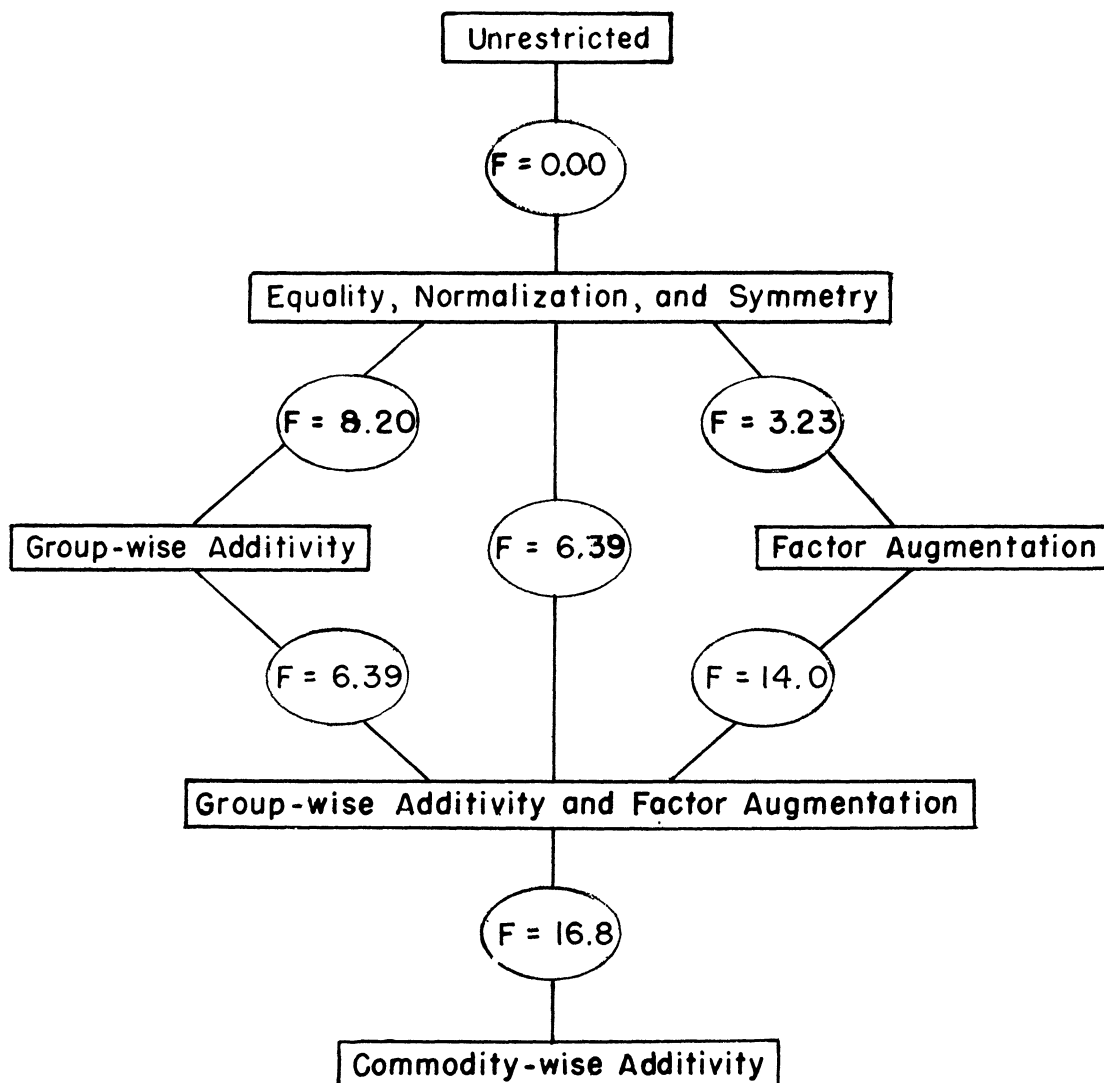 Unrestricted
F = 0.00
Equality, Normalization, and Symmetry
F = 8.20
F = 3.23
Group-wise Additivity
F = 6.39
Factor Augmentation
F = 6.39
F = 14.0
Group-wise Additivity and Factor Augmentation
F = 16.8
Commodity-wise Additivity